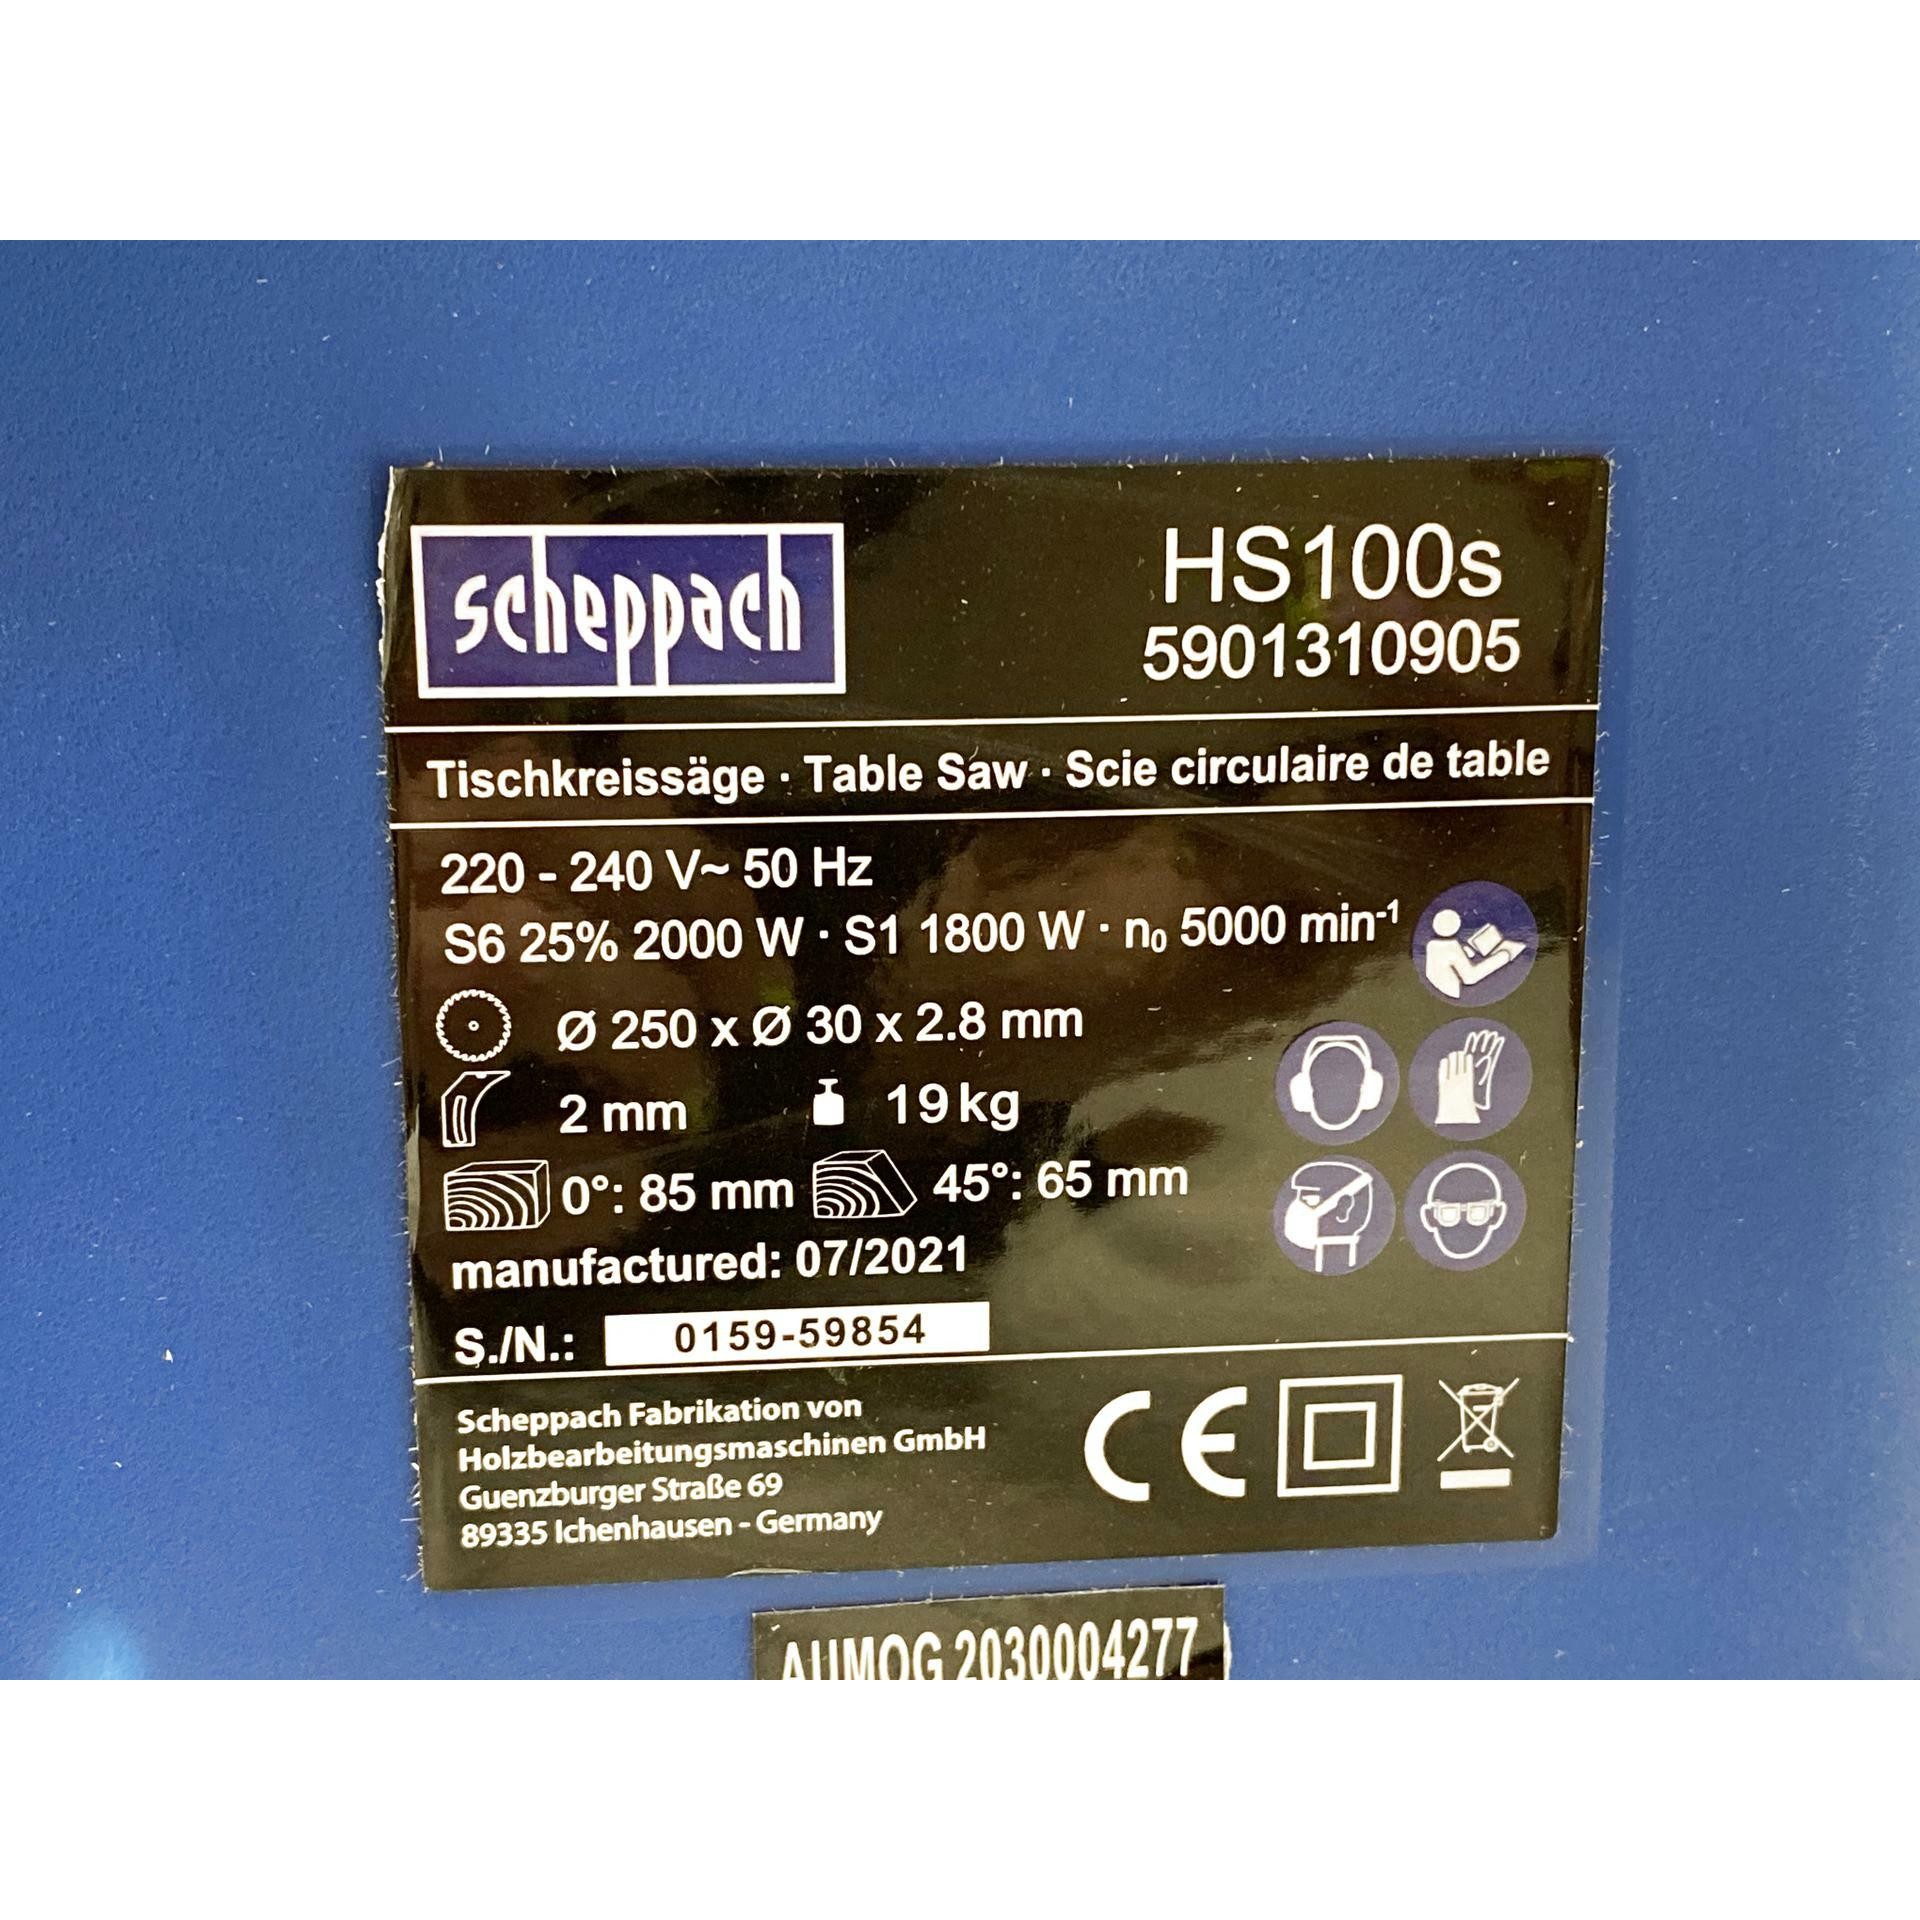 scheppach
HS100s
5901310905
Tischkreissäge · Table Saw · Scie circulaire de table
220 - 240 V~ 50 Hz
S6 25% 2000 W · S1 1800 W · n₀ 5000 min⁻¹
Ø 250 x Ø 30 x 2.8 mm
2 mm 19 kg
0°: 85 mm 45°: 65 mm
manufactured: 07/2021
S./N.: 0159-59854
Scheppach Fabrikation von
Holzbearbeitungsmaschinen GmbH
Guenzburger Straße 69
89335 Ichenhausen - Germany
CE
AUMOG 2030004277